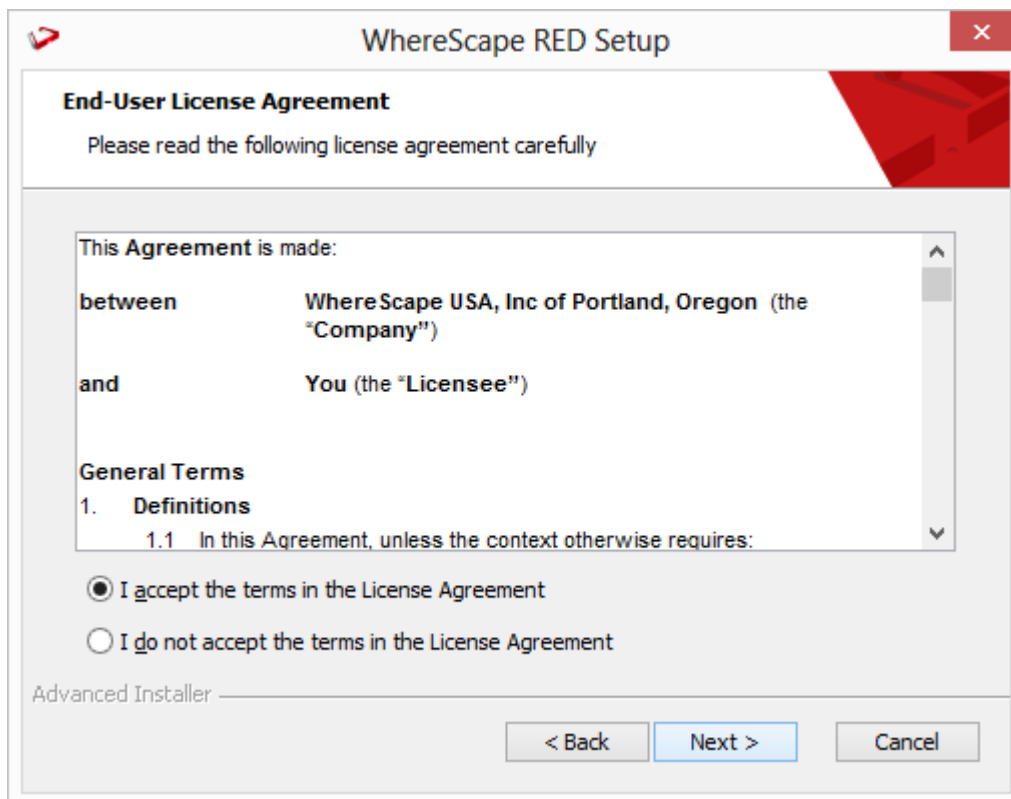 WhereScape RED Setup
End-User License Agreement
Please read the following license agreement carefully
This Agreement is made:
between WhereScape USA, Inc of Portland, Oregon (the
“Company”)
and You (the “Licensee”)
General Terms
1. Definitions
1.1 In this Agreement, unless the context otherwise requires:
I accept the terms in the License Agreement
I do not accept the terms in the License Agreement
Advanced Installer
< Back Next > Cancel